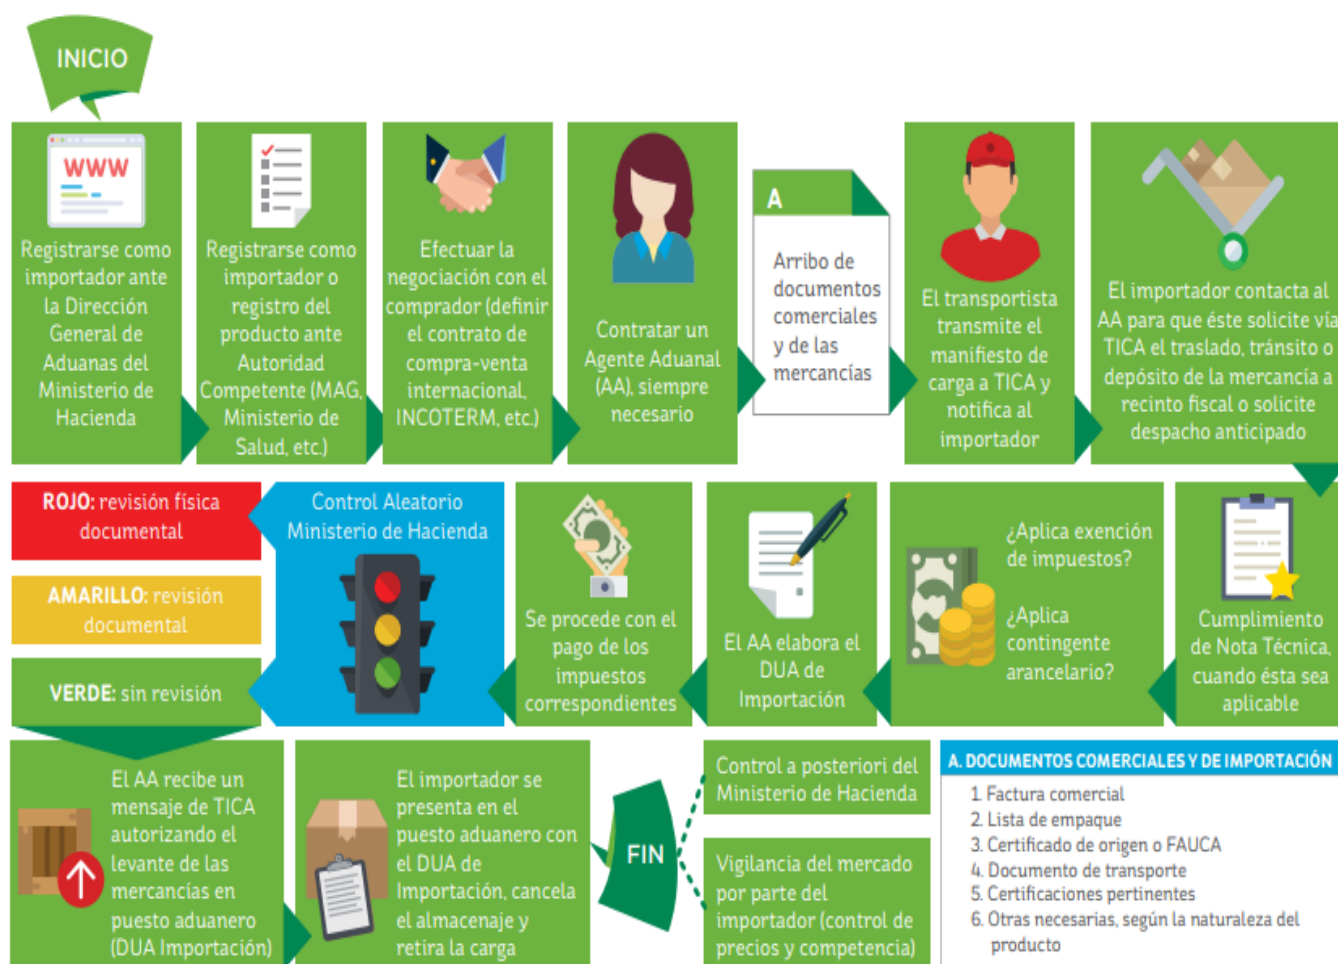 INICIO
WWW
Registrarse como
importador ante
la Dirección
General de
Aduanas del
Ministerio de
Hacienda
Registrarse como
importador o
registro del
producto ante
Autoridad
Competente (MAG,
Ministerio de
Salud, etc.)
Efectuar la
negociación con el
comprador (definir
el contrato de
compra-venta
internacional,
INCOTERM, etc.)
Contratar un
Agente Aduanal
(AA), siempre
necesario
A
Arribo de
documentos
comerciales
y de las
mercancías
El transportista
transmite el
manifiesto de
carga a TICA y
notifica al
importador
El importador contacta al
AA para que éste solicite vía
TICA el traslado, tránsito o
depósito de la mercancía a
recinto fiscal o solicite
despacho anticipado
ROJO: revisión física
documental
AMARILLO: revisión
documental
VERDE: sin revisión
Control Aleatorio
Ministerio de Hacienda
Se procede con el
pago de los
impuestos
correspondientes
El AA elabora el
DUA de
Importación
¿Aplica exención
de impuestos?
¿Aplica
contingente
arancelario?
Cumplimiento
de Nota Técnica,
cuando ésta sea
aplicable
El AA recibe un
mensaje de TICA
autorizando el
levante de las
mercancías en
puesto aduanero
(DUA Importación)
El importador se
presenta en el
puesto aduanero con
el DUA de
Importación, cancela
el almacenaje y
retira la carga
FIN
Control a posteriori del
Ministerio de Hacienda
Vigilancia del mercado
por parte del
importador (control de
precios y competencia)
A. DOCUMENTOS COMERCIALES Y DE IMPORTACIÓN
1. Factura comercial
2. Lista de empaque
3. Certificado de origen o FAUCA
4. Documento de transporte
5. Certificaciones pertinentes
6. Otras necesarias, según la naturaleza del
producto